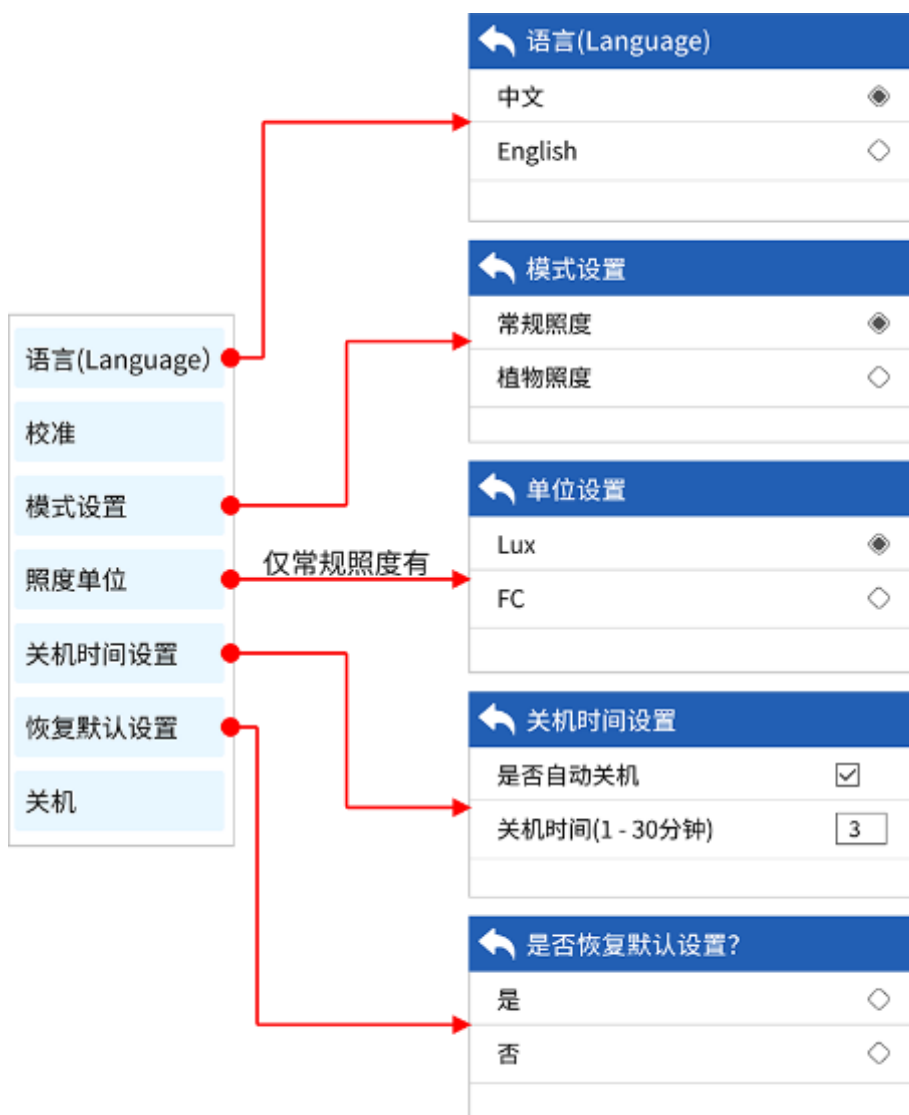 语言(Language)
校准
模式设置
照度单位
关机时间设置
恢复默认设置
关机
仅常规照度有
语言(Language)
中文
English
模式设置
常规照度
植物照度
单位设置
Lux
FC
关机时间设置
是否自动关机
关机时间(1 - 30分钟) 3
是否恢复默认设置?
是
否